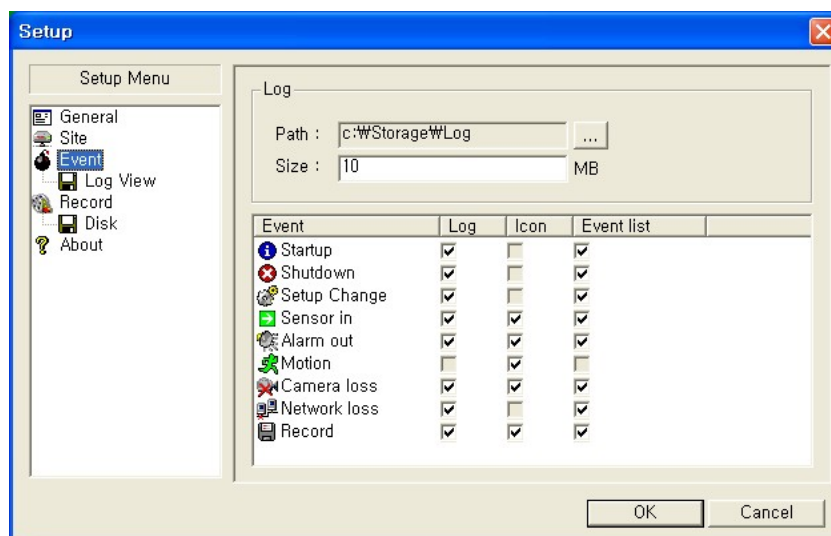 Setup
Setup Menu
General
Site
Event
Log View
Record
Disk
About
Log
Path : c:₩Storage₩Log ...
Size : 10 MB
Event Log Icon Event list
Startup
Shutdown
Setup Change
Sensor in
Alarm out
Motion
Camera loss
Network loss
Record
OK Cancel